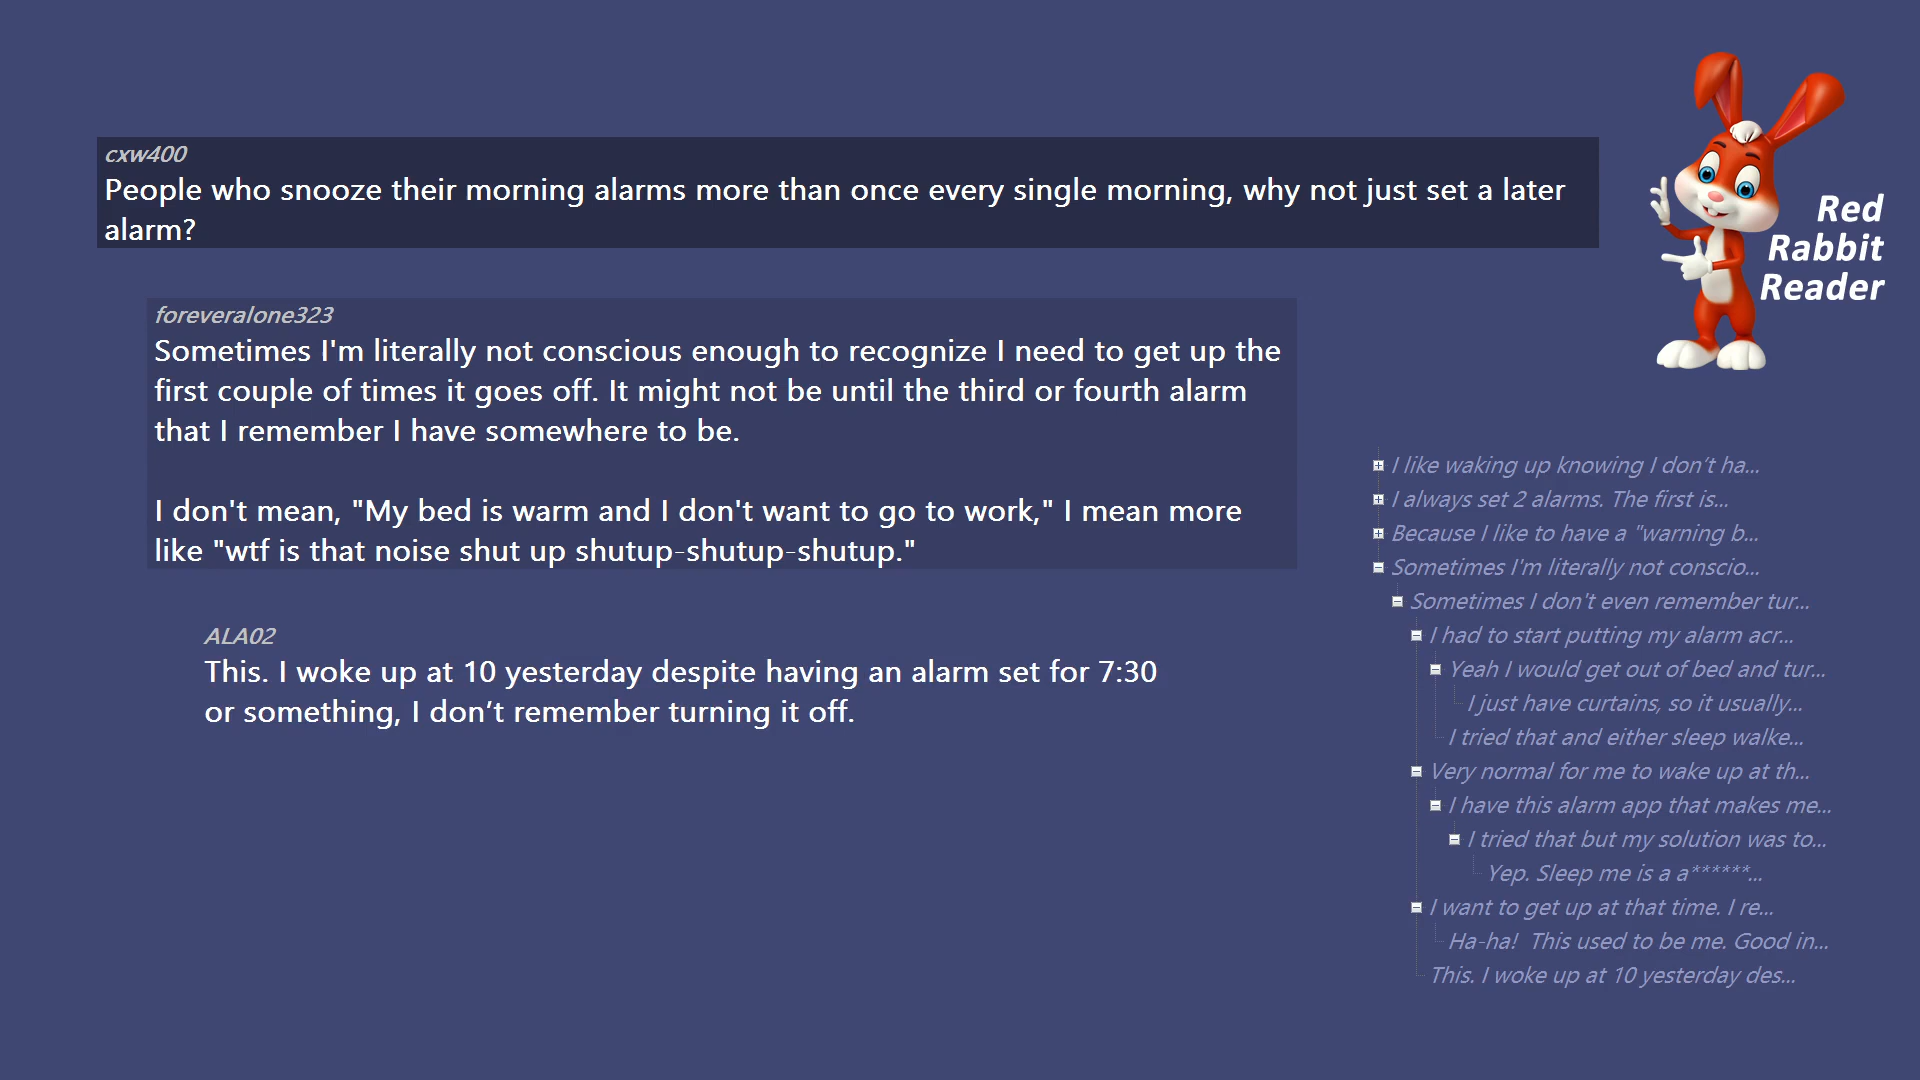 cxw400
People who snooze their morning alarms more than once every single morning, why not just set a later
alarm?
foreveralone323
Sometimes I'm literally not conscious enough to recognize I need to get up the
first couple of times it goes off. It might not be until the third or fourth alarm
that I remember I have somewhere to be.
I don't mean, "My bed is warm and I don't want to go to work," I mean more
like "wtf is that noise shut up shutup-shutup-shutup."
ALA02
This. I woke up at 10 yesterday despite having an alarm set for 7:30
or something, I don’t remember turning it off.
Red
Rabbit
Reader
I like waking up knowing I don’t ha...
I always set 2 alarms. The first is...
Because I like to have a "warning b...
Sometimes I'm literally not conscio...
Sometimes I don't even remember tur...
I had to start putting my alarm acr...
Yeah I would get out of bed and tur...
I just have curtains, so it usually...
I tried that and either sleep walke...
Very normal for me to wake up at th...
I have this alarm app that makes me...
I tried that but my solution was to...
Yep. Sleep me is a a******...
I want to get up at that time. I re...
Ha-ha!  This used to be me. Good in...
This. I woke up at 10 yesterday des...